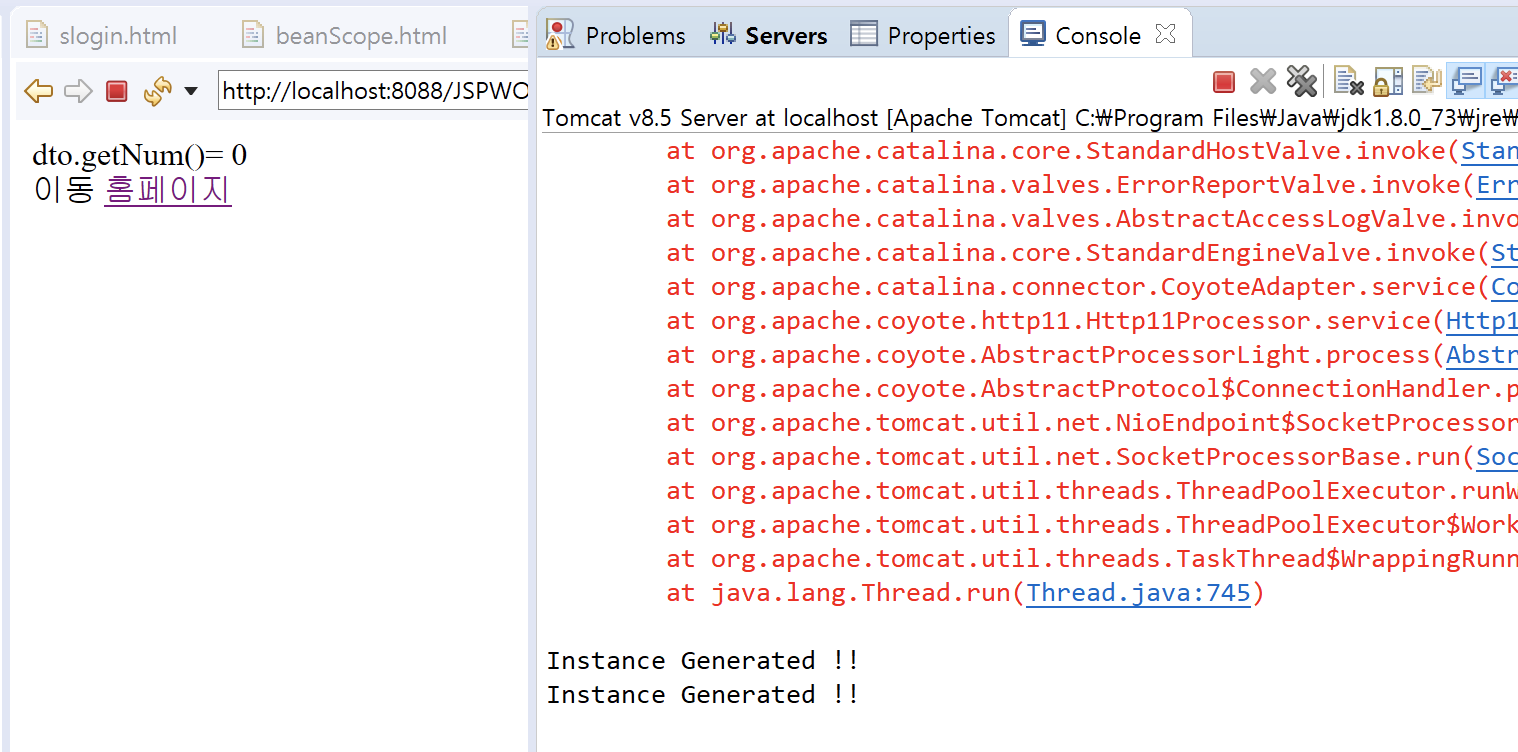 slogin.html beanScope.html
http://localhost:8088/JSPWO
dto.getNum()= 0
이동 홈페이지
Problems Servers Properties Console
Tomcat v8.5 Server at localhost [Apache Tomcat] C:₩Program Files₩Java₩jdk1.8.0_73₩jre₩
at org.apache.catalina.core.StandardHostValve.invoke(Stan
at org.apache.catalina.valves.ErrorReportValve.invoke(Err
at org.apache.catalina.valves.AbstractAccessLogValve.invo
at org.apache.catalina.core.StandardEngineValve.invoke(St
at org.apache.catalina.connector.CoyoteAdapter.service(Co
at org.apache.coyote.http11.Http11Processor.service(Http1
at org.apache.coyote.AbstractProcessorLight.process(Abstr
at org.apache.coyote.AbstractProtocol$ConnectionHandler.p
at org.apache.tomcat.util.net.NioEndpoint$SocketProcessor
at org.apache.tomcat.util.net.SocketProcessorBase.run(Soc
at org.apache.tomcat.util.threads.ThreadPoolExecutor.runW
at org.apache.tomcat.util.threads.ThreadPoolExecutor$Work
at org.apache.tomcat.util.threads.TaskThread$WrappingRunn
at java.lang.Thread.run(Thread.java:745)
Instance Generated !!
Instance Generated !!